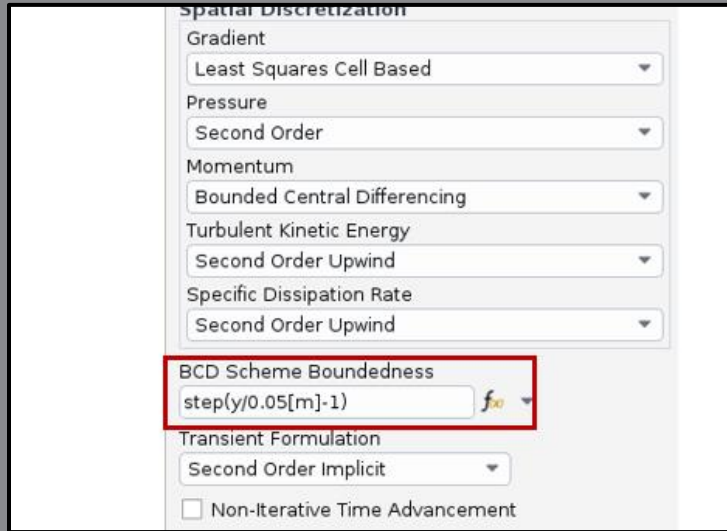 Spatial Discretization
Gradient
Least Squares Cell Based
Pressure
Second Order
Momentum
Bounded Central Differencing
Turbulent Kinetic Energy
Second Order Upwind
Specific Dissipation Rate
Second Order Upwind
BCD Scheme Boundedness
step(y/0.05[m]-1)
Transient Formulation
Second Order Implicit
Non-Iterative Time Advancement